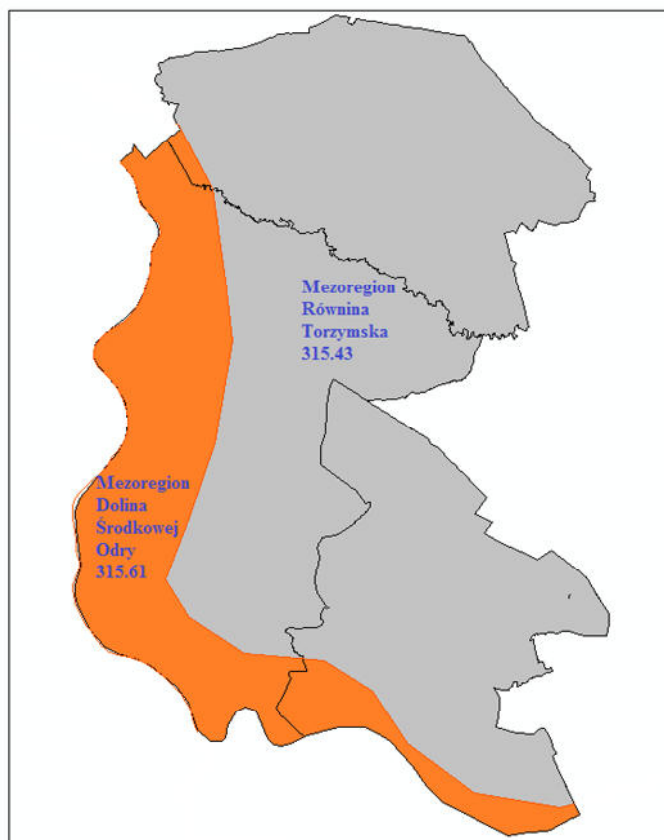 Mezoregion
Równina
Torzymska
315.43
Mezoregion
Dolina
Środkowej
Odry
315.61